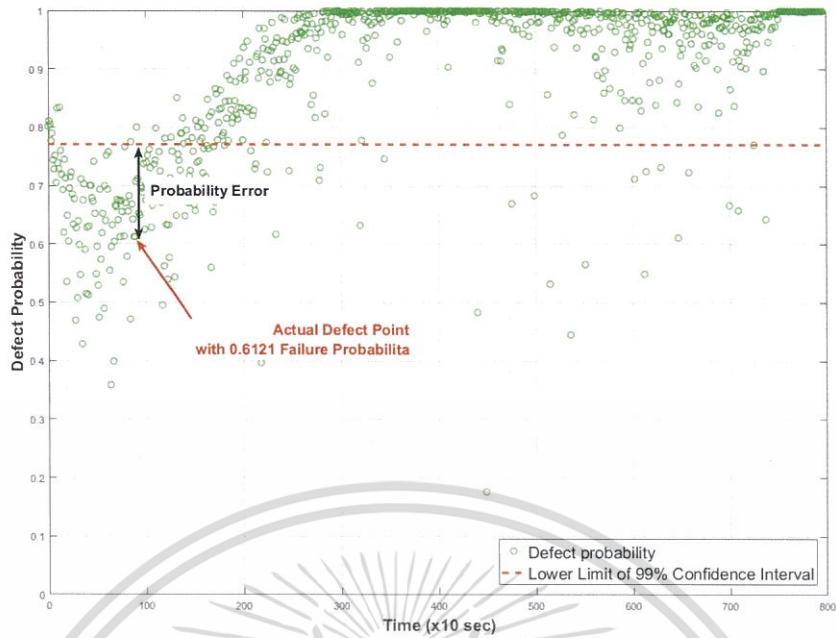 1
0.9
0.8
0.7
0.6
0.5
0.4
0.3
0.2
0.1
0
Defect Probability
Probability Error
Actual Defect Point
with 0.6121 Failure Probabilita
Defect probability
Lower Limit of 99% Confidence Interval
0 100 200 300 400 500 600 700 800
Time (x10 sec)